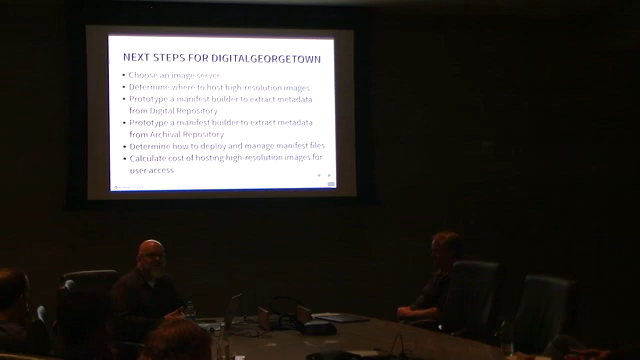 NEXT STEPS FOR DIGITALGEORGETOWN
• Choose an image server
• Determine where to host high-resolution images
• Prototype a manifest builder to extract metadata
from Digital Repository
• Prototype a manifest builder to extract metadata
from Archival Repository
• Determine how to deploy and manage manifest files
• Calculate cost of hosting high-resolution images for
user access